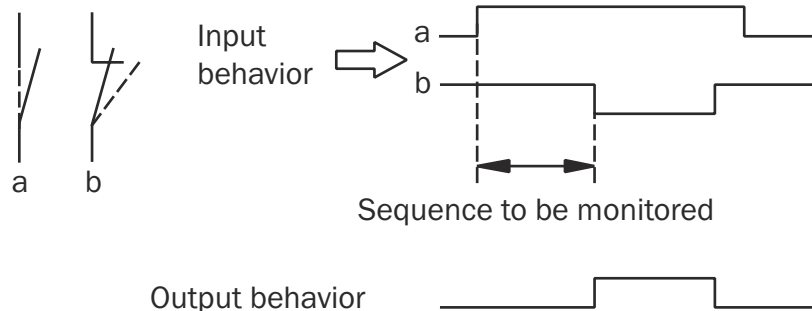 Input
behavior
a
b
a
b
Sequence to be monitored
Output behavior